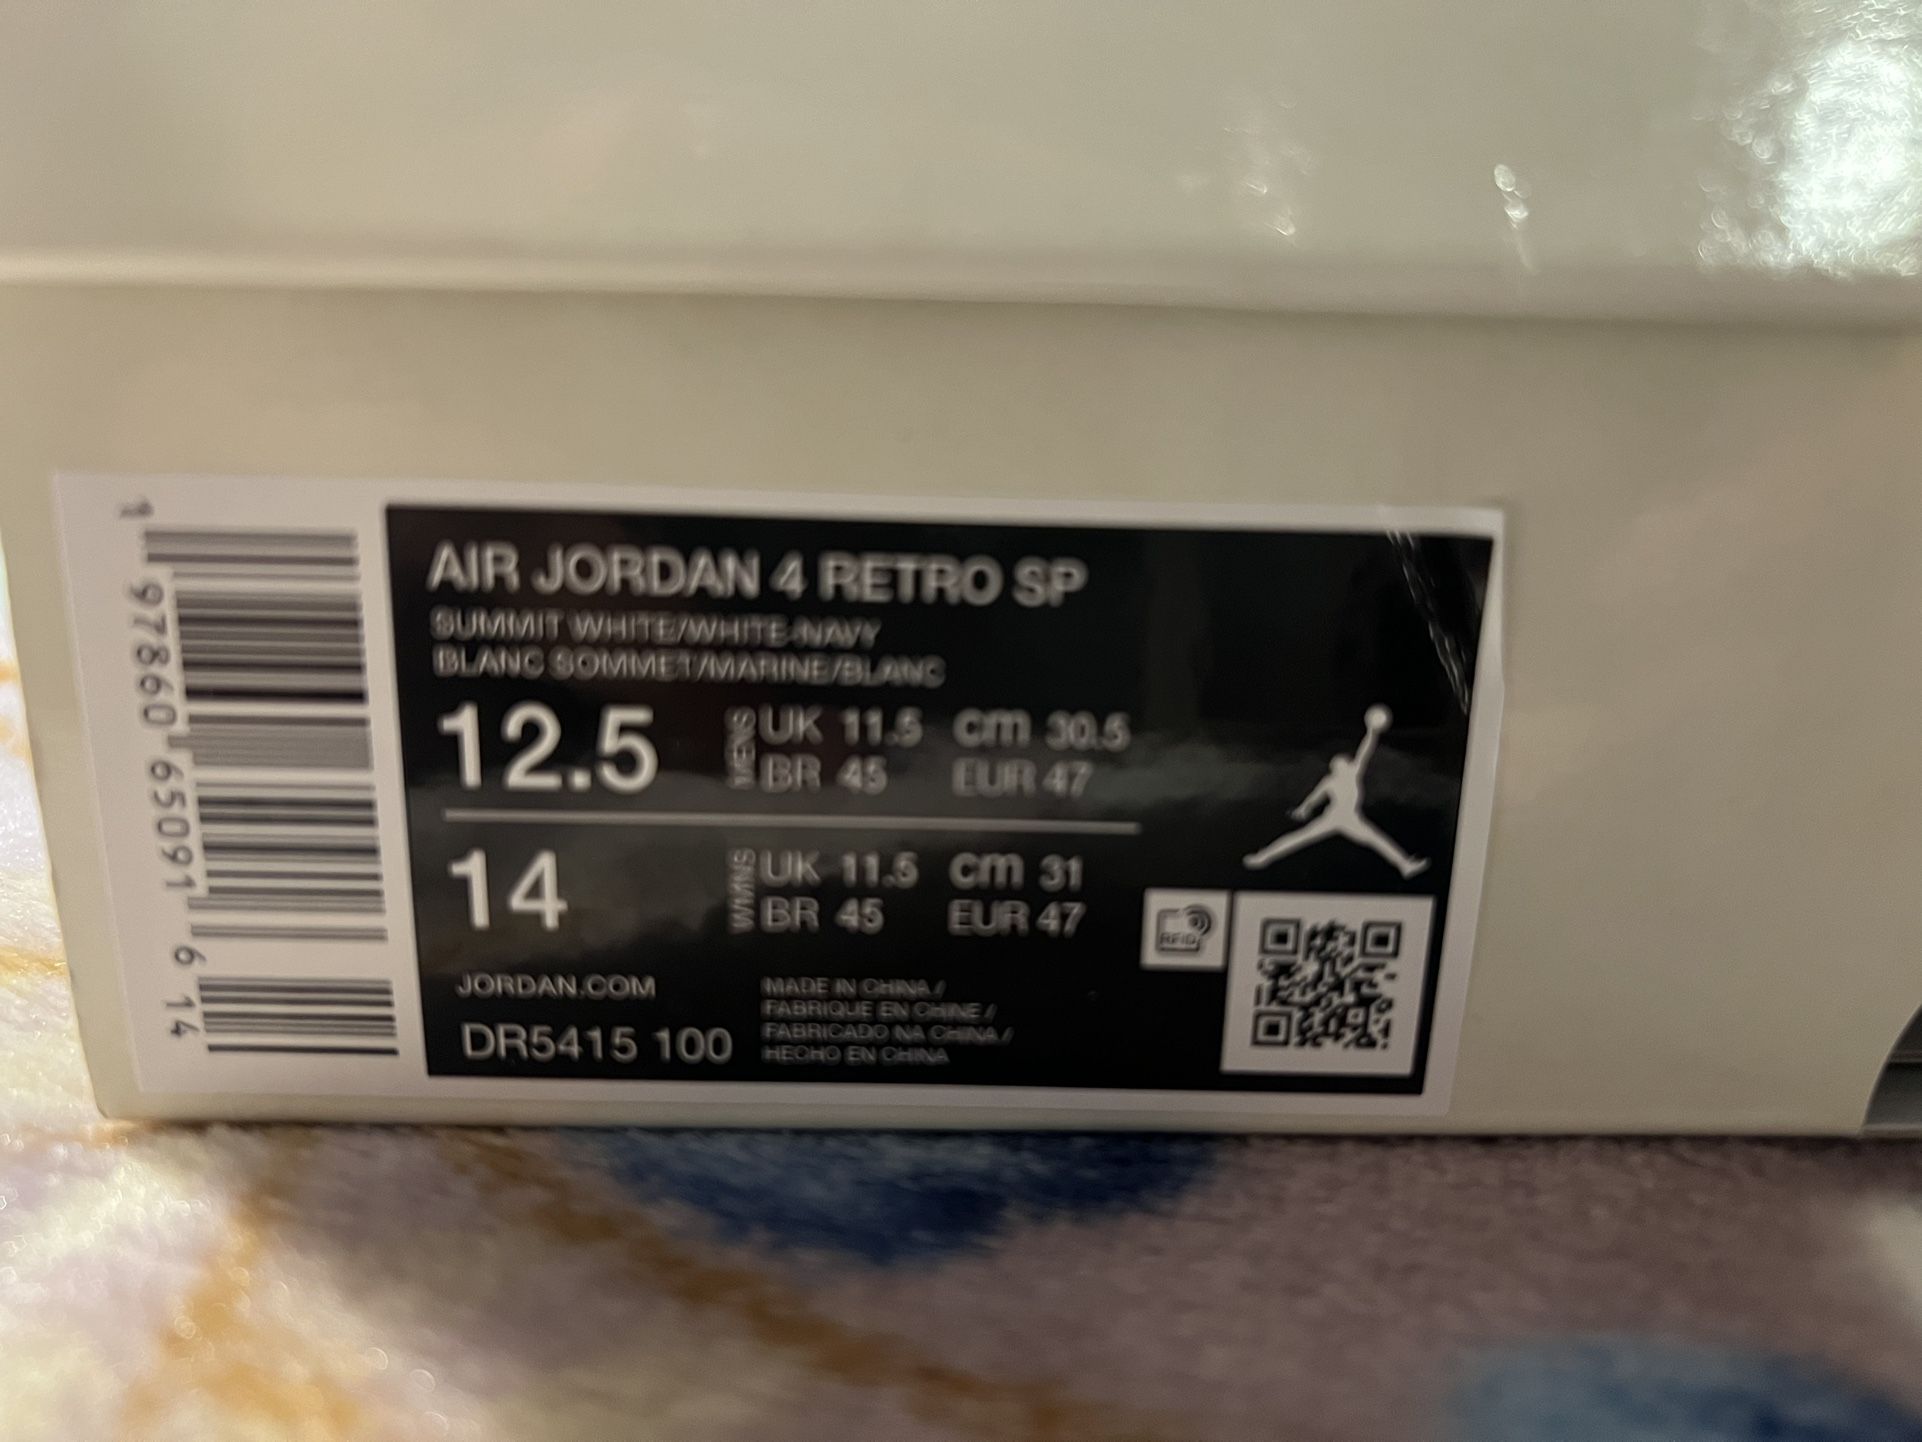 1 97860 65091 6 14
AIR JORDAN 4 RETRO SP
SUMMIT WHITE/WHITE-NAVY
BLANC SOMMET/MARINE/BLANC
12.5 MENS UK 11.5 cm 30.5
BR 45 EUR 47
14 WMNS UK 11.5 cm 31
BR 45 EUR 47
JORDAN.COM
DR5415 100
MADE IN CHINA /
FABRIQUE EN CHINE /
FABRICADO NA CHINA /
HECHO EN CHINA
RFID